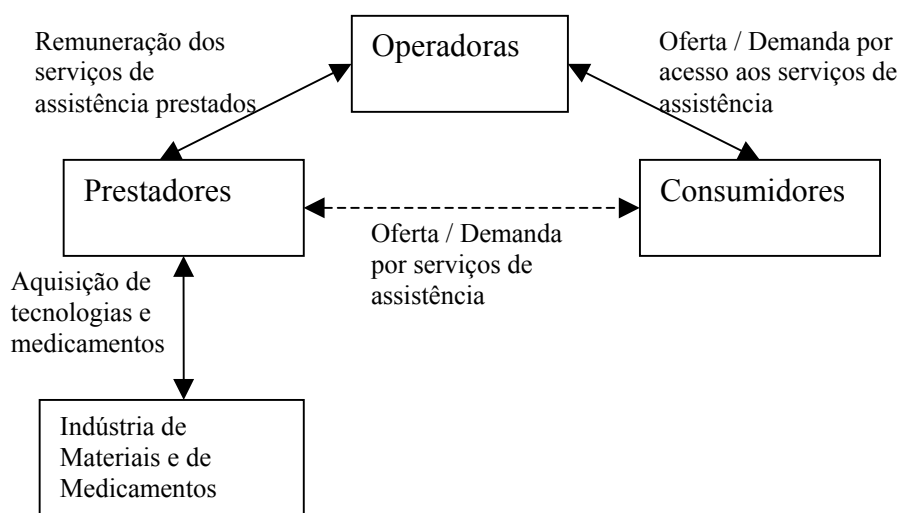 Remuneração dos
serviços de
assistência prestados
Operadoras
Oferta / Demanda por
acesso aos serviços de
assistência
Prestadores
Consumidores
Oferta / Demanda
por serviços de
assistência
Aquisição de
tecnologias e
medicamentos
Indústria de
Materiais e de
Medicamentos